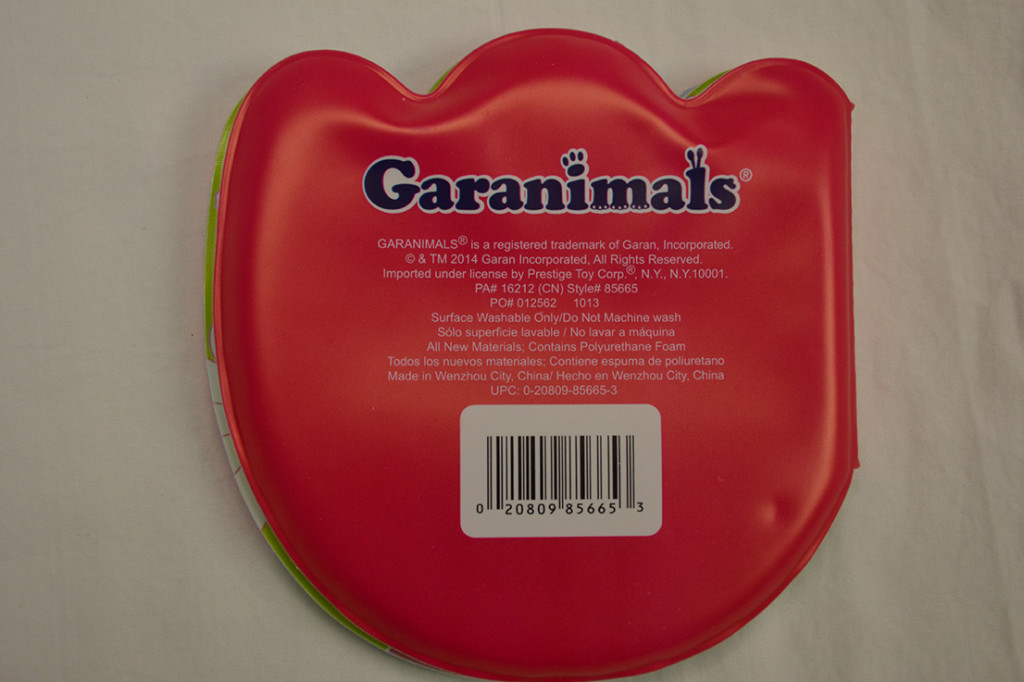 Garanimals®
GARANIMALS® is a registered trademark of Garan, Incorporated.
© & TM 2014 Garan Incorporated, All Rights Reserved.
Imported under license by Prestige Toy Corp.®, N.Y., N.Y.10001.
PA# 16212 (CN) Style# 85665
PO# 012562 1013
Surface Washable Only/Do Not Machine wash
Sólo superficie lavable / No lavar a máquina
All New Materials; Contains Polyurethane Foam
Todos los nuevos materiales; Contiene espuma de poliuretano
Made in Wenzhou City, China/ Hecho en Wenzhou City, China
UPC: 0-20809-85665-3
0 20809 85665 3